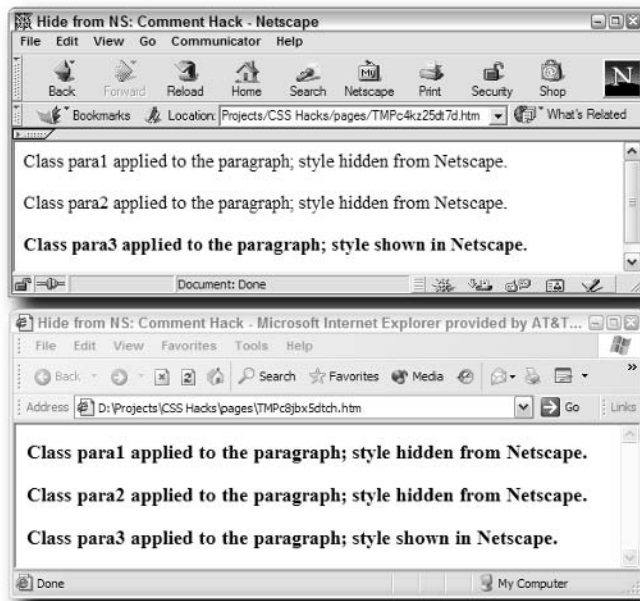 Hide from NS: Comment Hack - Netscape
File Edit View Go Communicator Help
Back Forward Reload Home Search Netscape Print Security Shop
My
N
Bookmarks Location: Projects/CSS Hacks/pages/TMPc4kz25dt7d.htm What's Related
Class para1 applied to the paragraph; style hidden from Netscape.
Class para2 applied to the paragraph; style hidden from Netscape.
Class para3 applied to the paragraph; style shown in Netscape.
Document: Done
Hide from NS: Comment Hack - Microsoft Internet Explorer provided by AT&T...
File Edit View Favorites Tools Help
Back Search Favorites Media »
Address D:\Projects\CSS Hacks\pages\TMPc8jbx5dtch.htm Go Links
Class para1 applied to the paragraph; style hidden from Netscape.
Class para2 applied to the paragraph; style hidden from Netscape.
Class para3 applied to the paragraph; style shown in Netscape.
Done My Computer